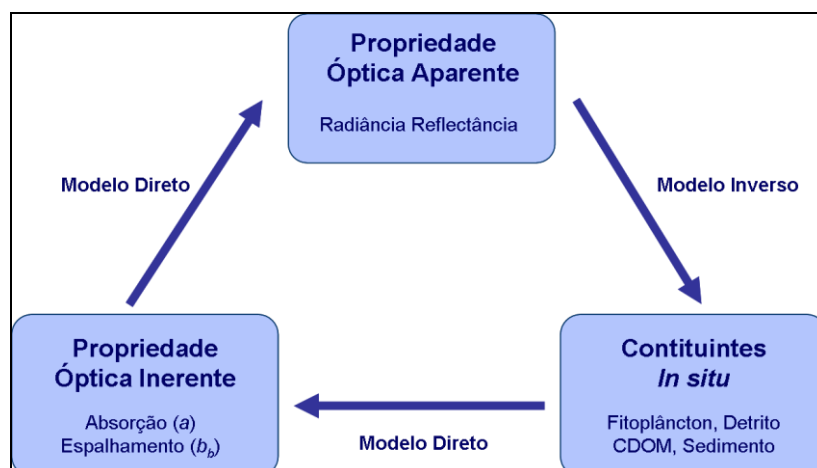 Propriedade
Óptica Aparente
Radiância Reflectância
Modelo Direto
Modelo Inverso
Propriedade
Óptica Inerente
Absorção (a)
Espalhamento (b_b)
Modelo Direto
Contituintes
In situ
Fitoplâncton, Detrito
CDOM, Sedimento